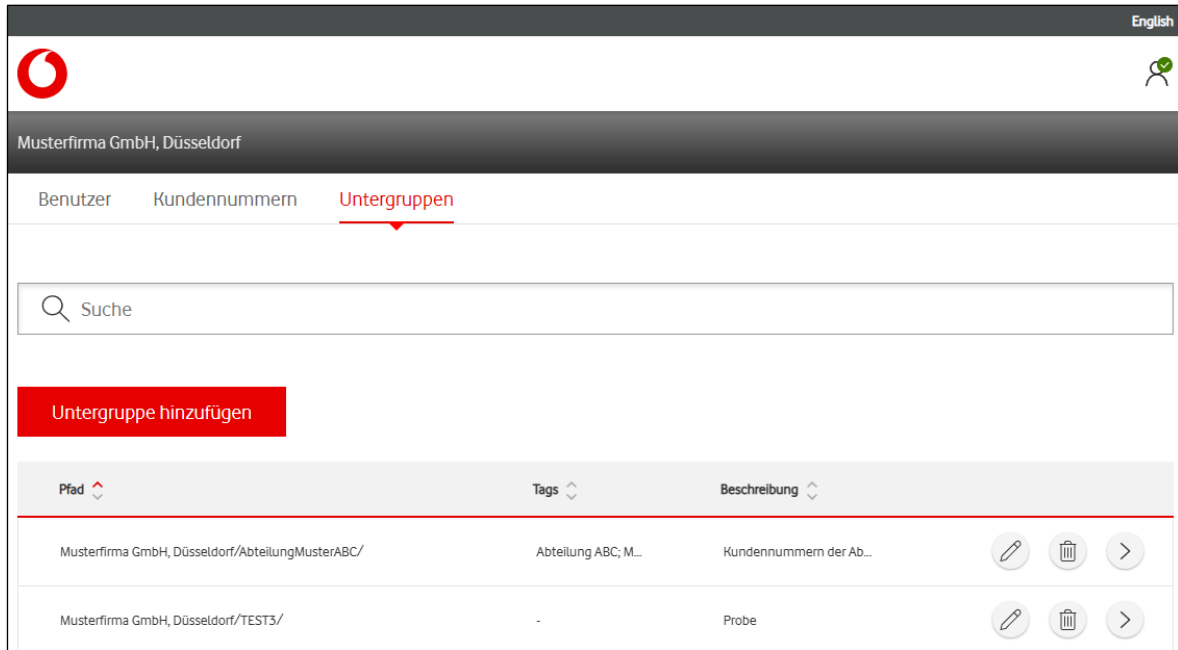 English
Musterfirma GmbH, Düsseldorf
Benutzer Kundennummern Untergruppen
Suche
Untergruppe hinzufügen
Pfad Tags Beschreibung
Musterfirma GmbH, Düsseldorf/AbteilungMusterABC/ Abteilung ABC; M... Kundennummern der Ab...
Musterfirma GmbH, Düsseldorf/TEST3/ - Probe